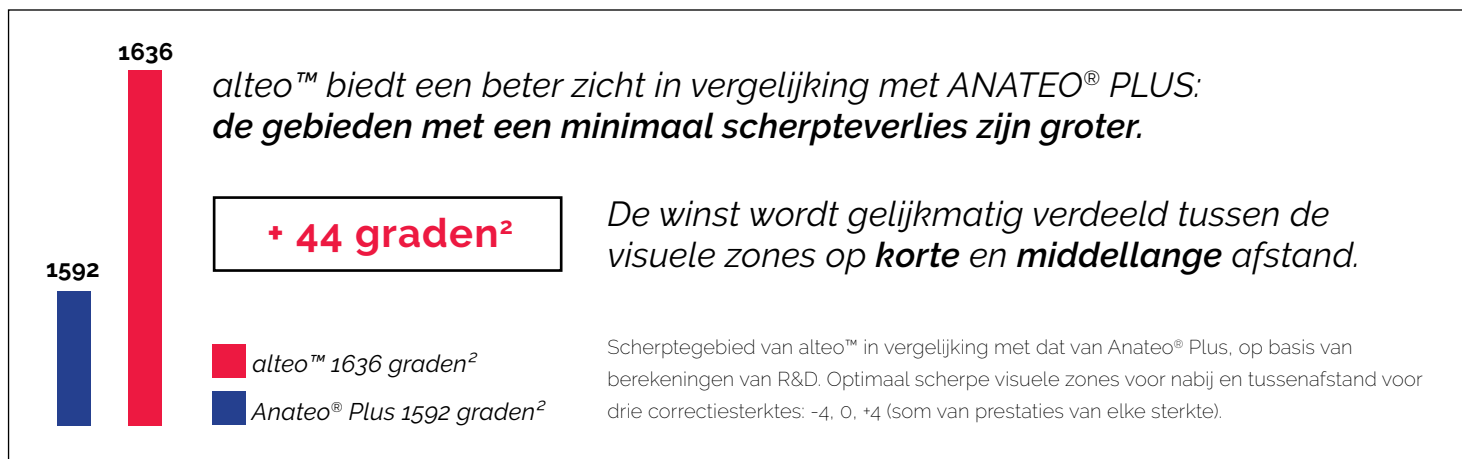 1636
1592
alteo™ biedt een beter zicht in vergelijking met ANATEO® PLUS:
de gebieden met een minimaal scherpteverlies zijn groter.
+ 44 graden²
De winst wordt gelijkmatig verdeeld tussen de
visuele zones op korte en middellange afstand.
alteo™ 1636 graden²
Anateo® Plus 1592 graden²
Scherptegebied van alteo™ in vergelijking met dat van Anateo® Plus, op basis van
berekeningen van R&D. Optimaal scherpe visuele zones voor nabij en tussenafstand voor
drie correctiesterktes: -4, 0, +4 (som van prestaties van elke sterkte).